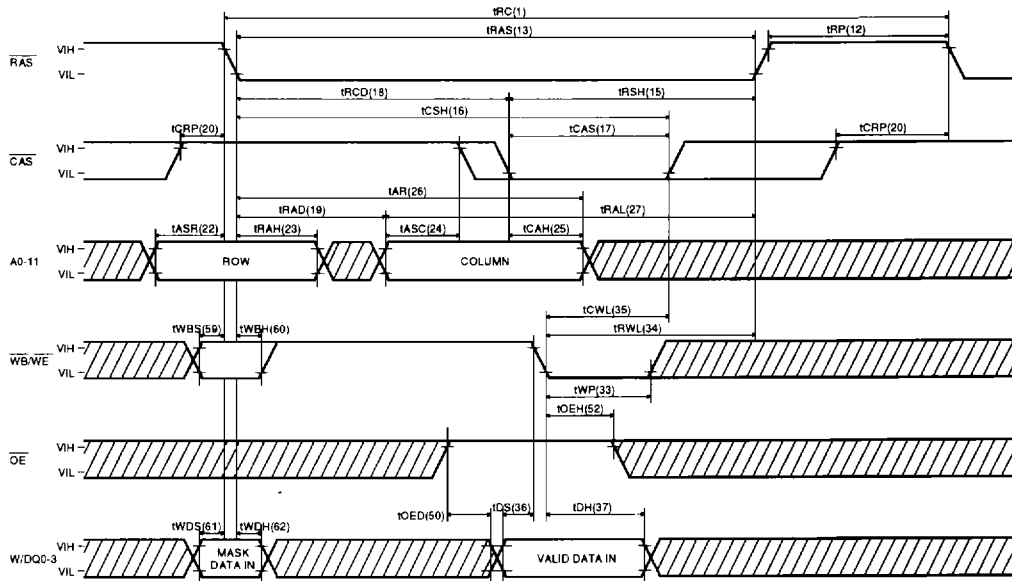 tRC(1)
tRAS(13)
tRP(12)
RAS
VIH
VIL
tRCD(18)
tRSH(15)
tCSH(16)
tCRP(20)
tCAS(17)
tCRP(20)
CAS
VIH
VIL
tAR(26)
tRAD(19)
tRAL(27)
tASR(22)
tRAH(23)
tASC(24)
tCAH(25)
A0-11
VIH
VIL
ROW
COLUMN
tCWL(35)
tWBS(59)
tWBH(60)
tRWL(34)
WB/WE
VIH
VIL
tWP(33)
tOEH(52)
OE
VIH
VIL
tOED(50)
tDS(36)
tDH(37)
tWDS(61)
tWDH(62)
W/DQ0-3
VIH
VIL
MASK
DATA IN
VALID DATA IN